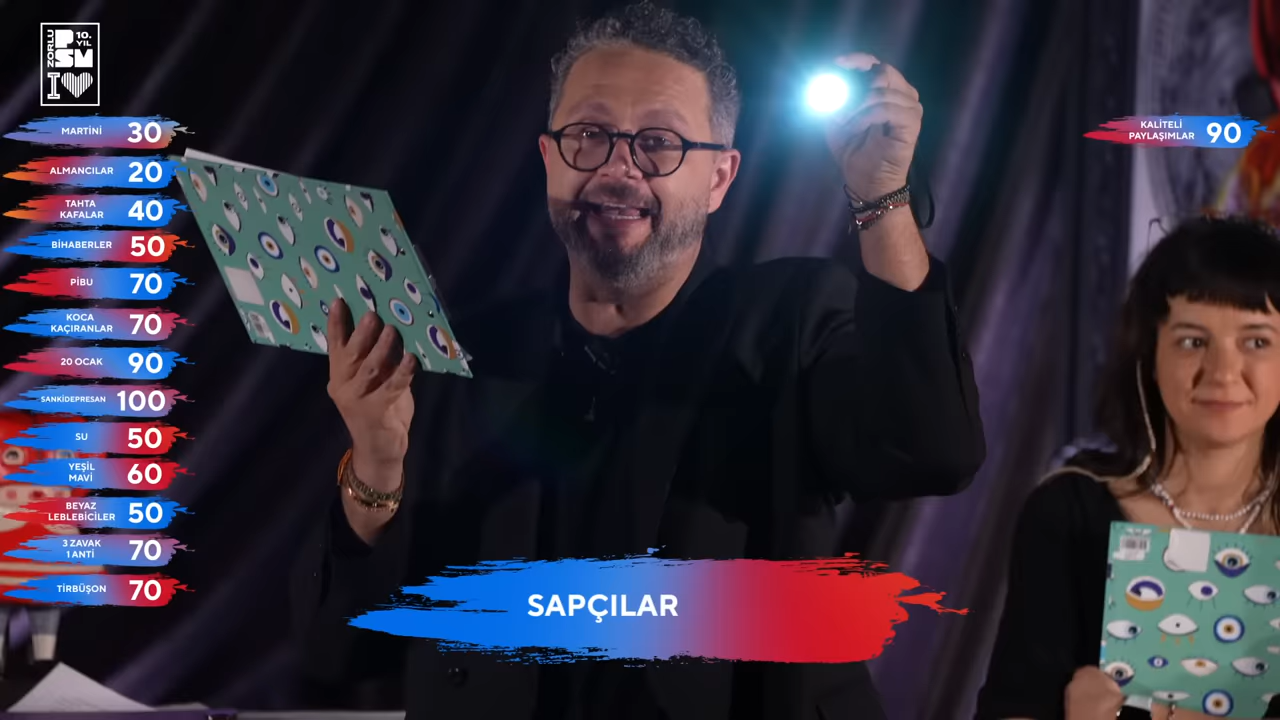 ZORLU
PSM
10.
YIL
I
MARTİNİ 30
ALMANCILAR 20
TAHTA
KAFALAR 40
BİHABERLER 50
PİBU 70
KOCA
KAÇIRANLAR 70
20 OCAK 90
SANKİDEPRESAN 100
SU 50
YEŞİL
MAVİ 60
BEYAZ
LEBLEBİCİLER 50
3 ZAVAK
1 ANTİ 70
TİRBÜŞON 70
KALİTELİ
PAYLAŞIMLAR 90
SAPÇILAR